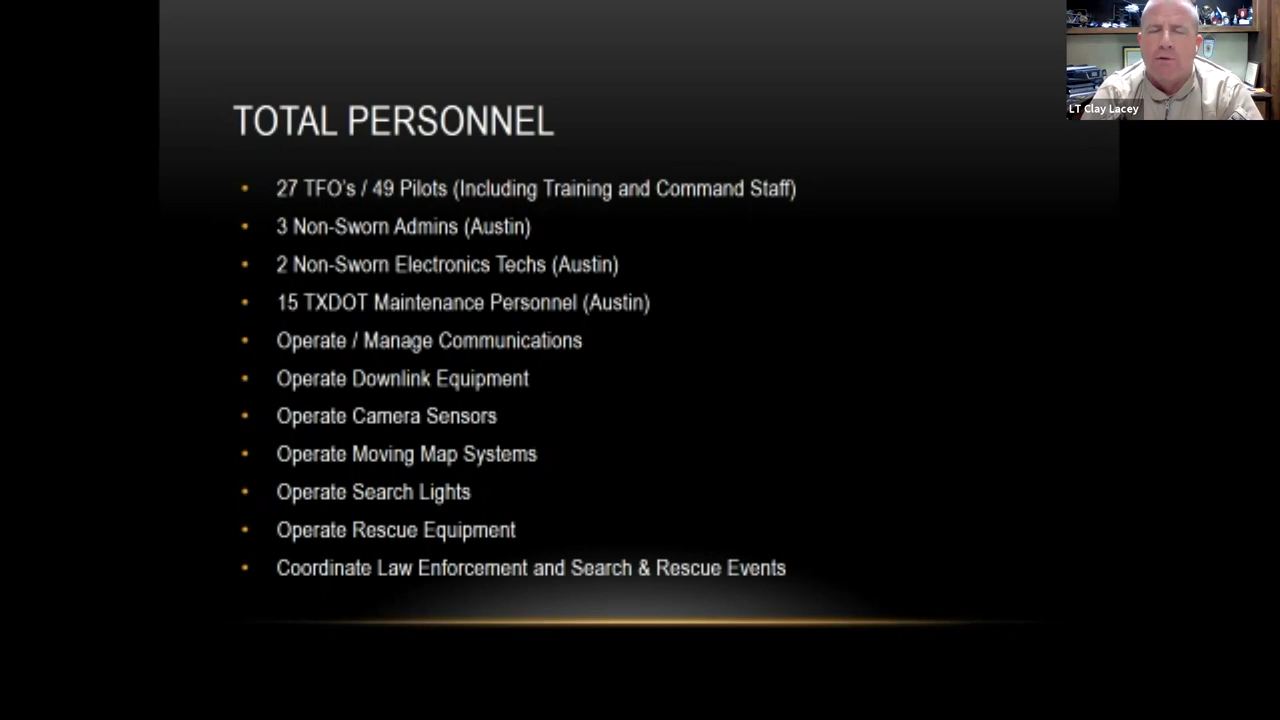 LT Clay Lacey
TOTAL PERSONNEL
• 27 TFO's / 49 Pilots (Including Training and Command Staff)
• 3 Non-Sworn Admins (Austin)
• 2 Non-Sworn Electronics Techs (Austin)
• 15 TXDOT Maintenance Personnel (Austin)
• Operate / Manage Communications
• Operate Downlink Equipment
• Operate Camera Sensors
• Operate Moving Map Systems
• Operate Search Lights
• Operate Rescue Equipment
• Coordinate Law Enforcement and Search & Rescue Events